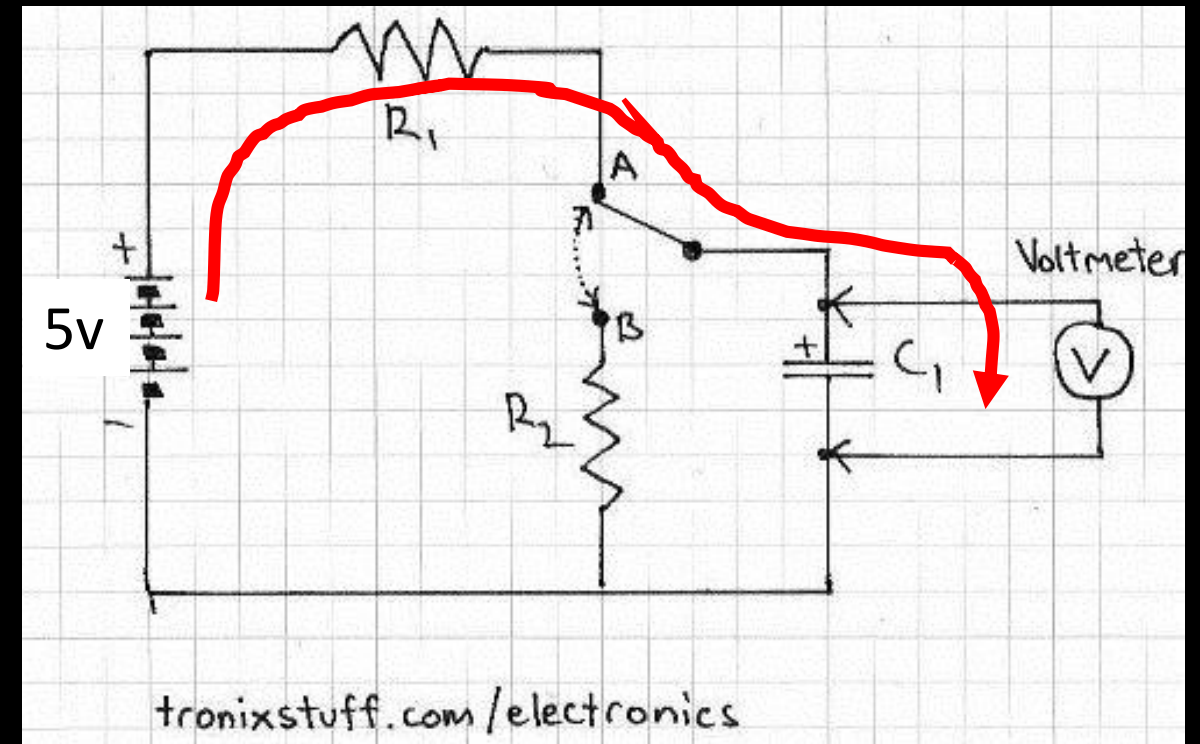 R1
A
+
Voltmeter
5v
B
+
C1
V
R2
-
tronixstuff.com/electronics